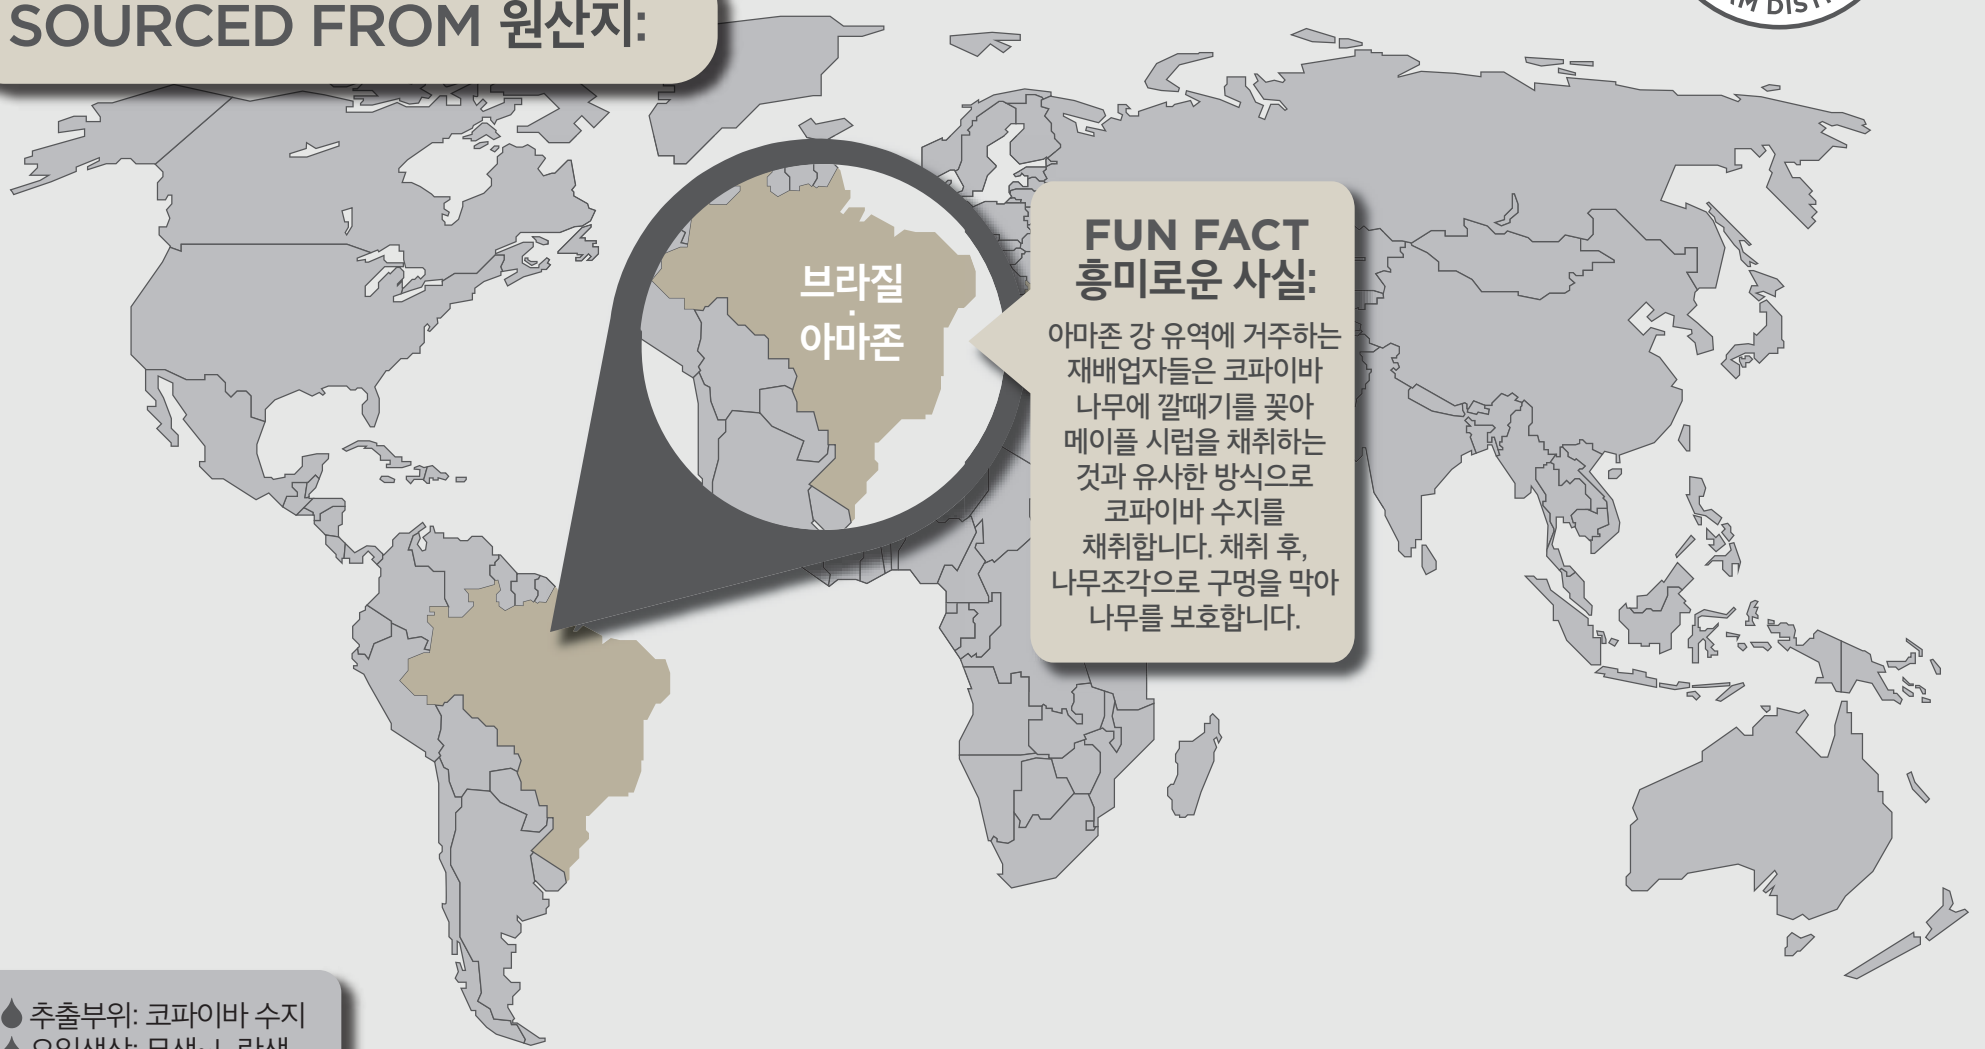 SOURCED FROM 원산지:
FUN FACT
흥미로운 사실:
브라질
·
아마존
아마존 강 유역에 거주하는
재배업자들은 코파이바
나무에 깔때기를 꽂아
메이플 시럽을 채취하는
것과 유사한 방식으로
코파이바 수지를
채취합니다. 채취 후,
나무조각으로 구멍을 막아
나무를 보호합니다.
추출부위: 코파이바 수지